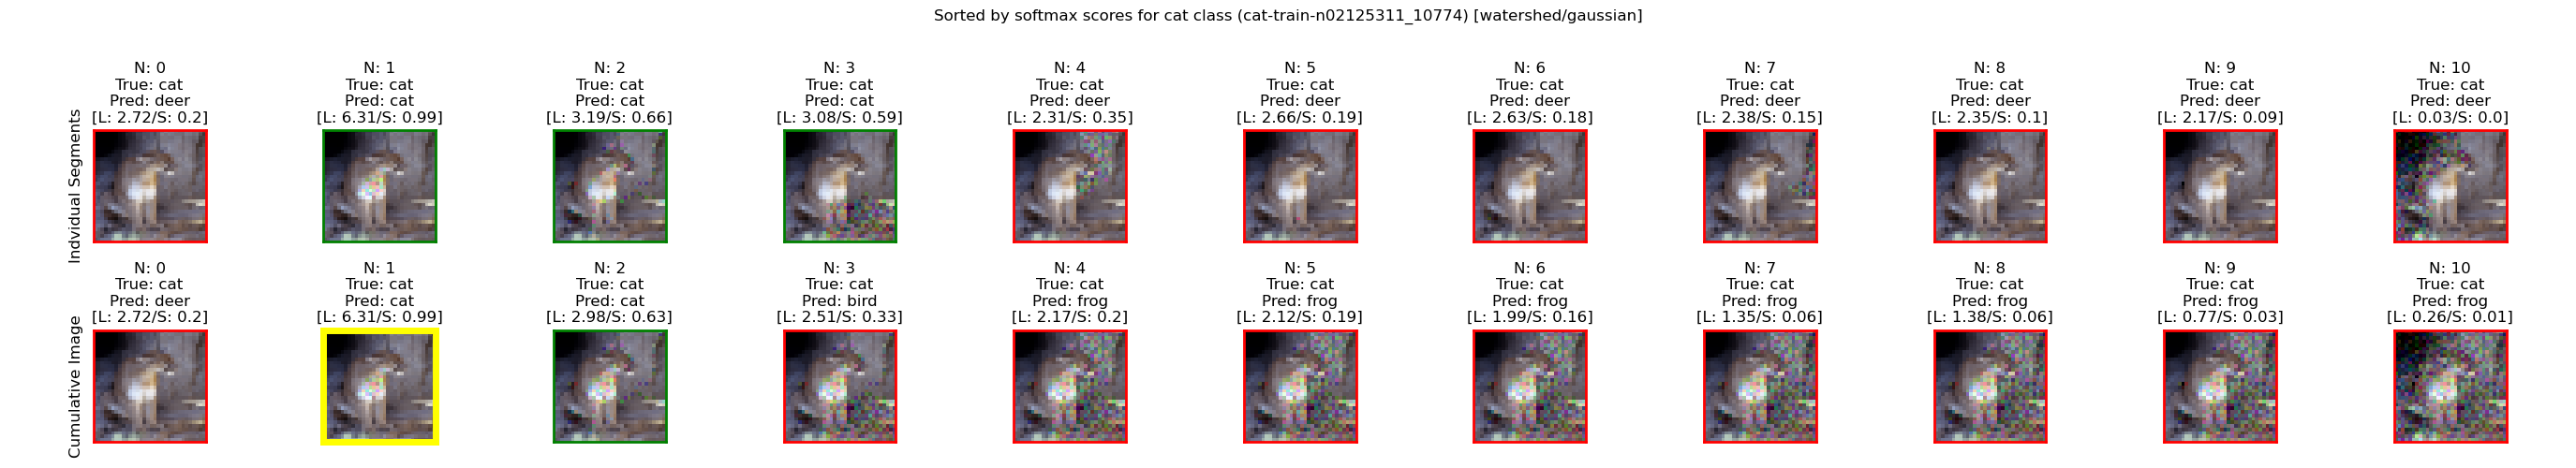 Sorted by softmax scores for cat class (cat-train-n02125311_10774) [watershed/gaussian]
Indvidual Segments
N: 0
True: cat
Pred: deer
[L: 2.72/S: 0.2]
N: 1
True: cat
Pred: cat
[L: 6.31/S: 0.99]
N: 2
True: cat
Pred: cat
[L: 3.19/S: 0.66]
N: 3
True: cat
Pred: cat
[L: 3.08/S: 0.59]
N: 4
True: cat
Pred: deer
[L: 2.31/S: 0.35]
N: 5
True: cat
Pred: deer
[L: 2.66/S: 0.19]
N: 6
True: cat
Pred: deer
[L: 2.63/S: 0.18]
N: 7
True: cat
Pred: deer
[L: 2.38/S: 0.15]
N: 8
True: cat
Pred: deer
[L: 2.35/S: 0.1]
N: 9
True: cat
Pred: deer
[L: 2.17/S: 0.09]
N: 10
True: cat
Pred: deer
[L: 0.03/S: 0.0]
Cumulative Image
N: 0
True: cat
Pred: deer
[L: 2.72/S: 0.2]
N: 1
True: cat
Pred: cat
[L: 6.31/S: 0.99]
N: 2
True: cat
Pred: cat
[L: 2.98/S: 0.63]
N: 3
True: cat
Pred: bird
[L: 2.51/S: 0.33]
N: 4
True: cat
Pred: frog
[L: 2.17/S: 0.2]
N: 5
True: cat
Pred: frog
[L: 2.12/S: 0.19]
N: 6
True: cat
Pred: frog
[L: 1.99/S: 0.16]
N: 7
True: cat
Pred: frog
[L: 1.35/S: 0.06]
N: 8
True: cat
Pred: frog
[L: 1.38/S: 0.06]
N: 9
True: cat
Pred: frog
[L: 0.77/S: 0.03]
N: 10
True: cat
Pred: frog
[L: 0.26/S: 0.01]